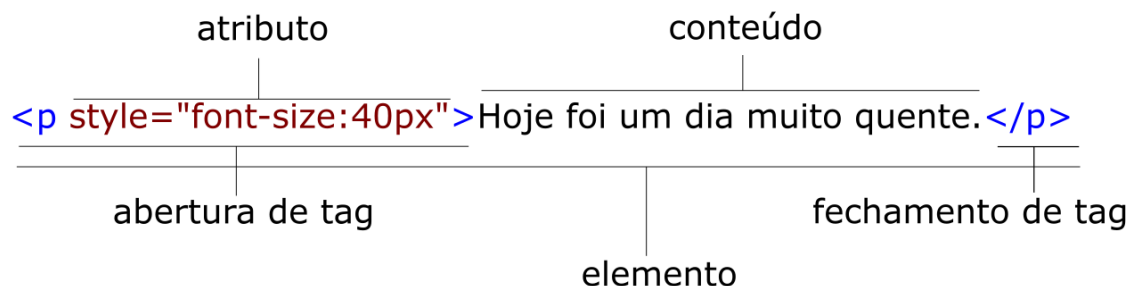 atributo conteúdo
<p style="font-size:40px">Hoje foi um dia muito quente.</p>
abertura de tag fechamento de tag
elemento